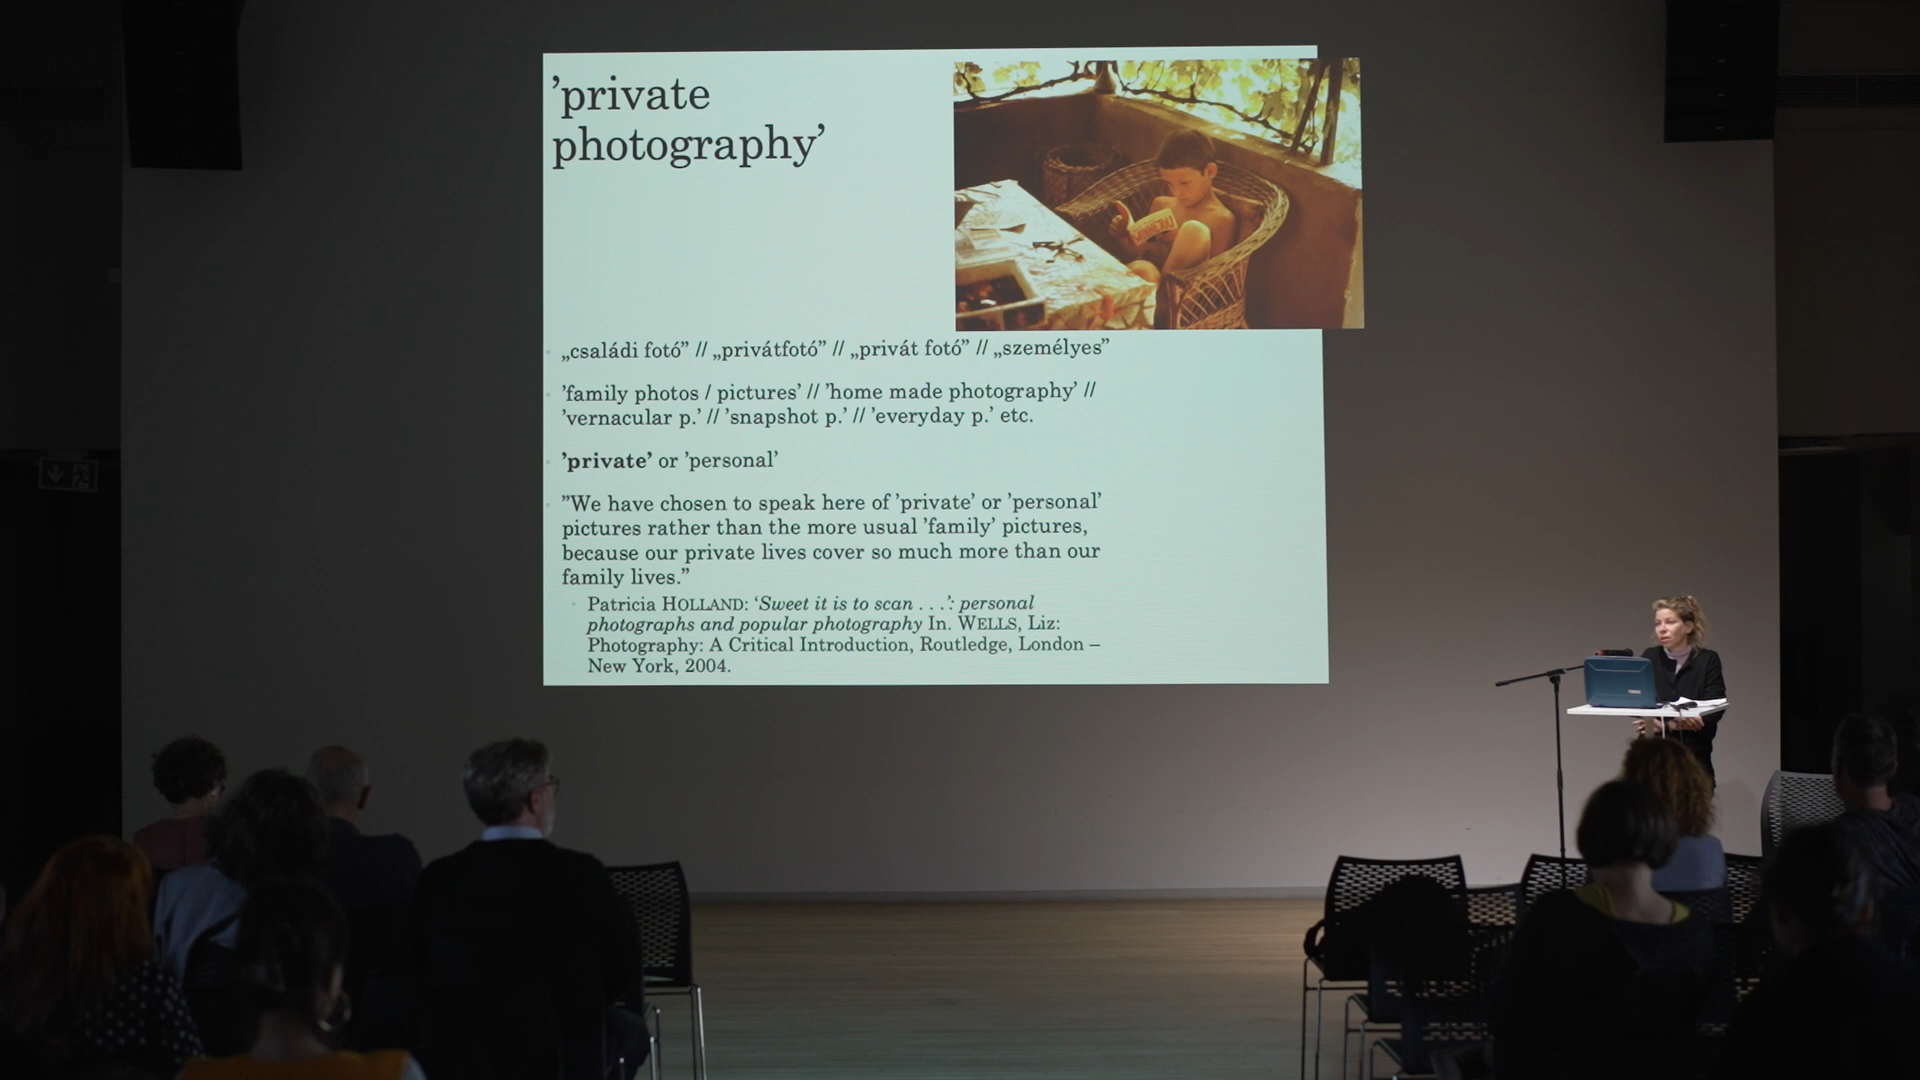 ’private
photography’
„családi fotó” // „privátfotó” // „privát fotó” // „személyes”
’family photos / pictures’ // ’home made photography’ //
’vernacular p.’ // ’snapshot p.’ // ’everyday p.’ etc.
’private’ or ’personal’
”We have chosen to speak here of ’private’ or ’personal’
pictures rather than the more usual ’family’ pictures,
because our private lives cover so much more than our
family lives.”
Patricia HOLLAND: ‘Sweet it is to scan . . .’: personal
photographs and popular photography In. WELLS, Liz:
Photography: A Critical Introduction, Routledge, London –
New York, 2004.